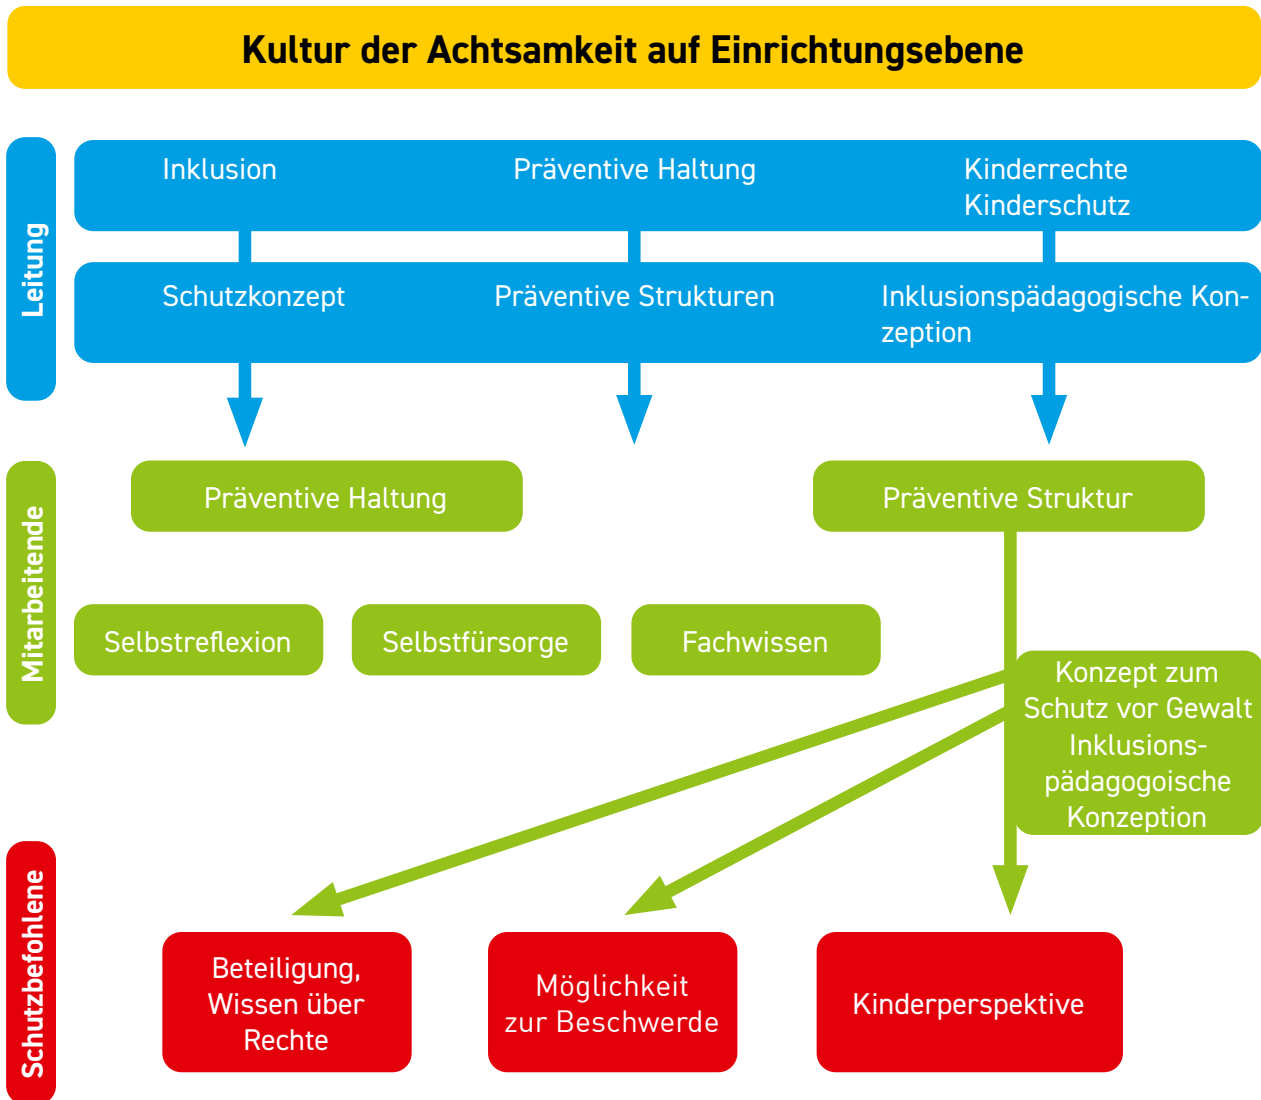 Kultur der Achtsamkeit auf Einrichtungsebene
Leitung
Inklusion
Präventive Haltung
Kinderrechte
Kinderschutz
Schutzkonzept
Präventive Strukturen
Inklusionspädagogische Kon-
zeption
Mitarbeitende
Präventive Haltung
Präventive Struktur
Selbstreflexion
Selbstfürsorge
Fachwissen
Konzept zum
Schutz vor Gewalt
Inklusions-
pädagogoische
Konzeption
Schutzbefohlene
Beteiligung,
Wissen über
Rechte
Möglichkeit
zur Beschwerde
Kinderperspektive